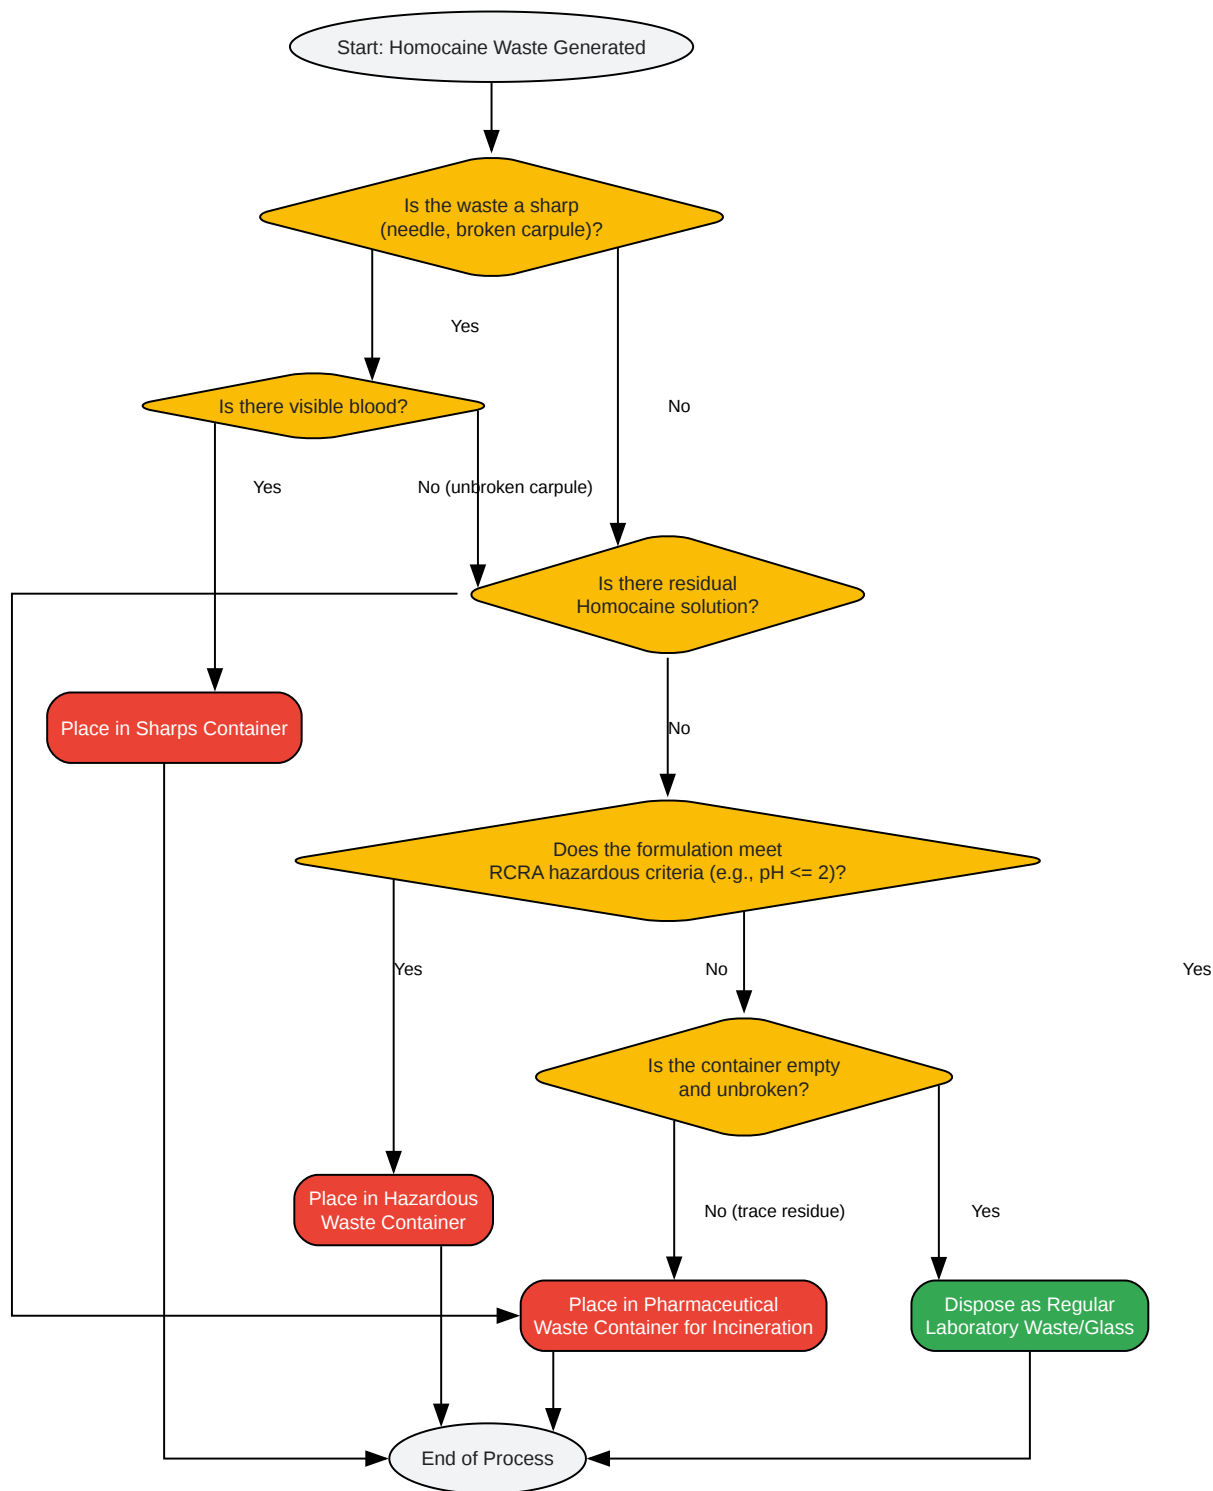 Start: Homocaine Waste Generated
Is the waste a sharp
(needle, broken carpule)?
Yes
No
Is there visible blood?
Yes
No (unbroken carpule)
Is there residual
Homocaine solution?
Place in Sharps Container
No
Does the formulation meet
RCRA hazardous criteria (e.g., pH <= 2)?
Yes
No
Yes
Is the container empty
and unbroken?
Place in Hazardous
Waste Container
No (trace residue)
Yes
Place in Pharmaceutical
Waste Container for Incineration
Dispose as Regular
Laboratory Waste/Glass
End of Process